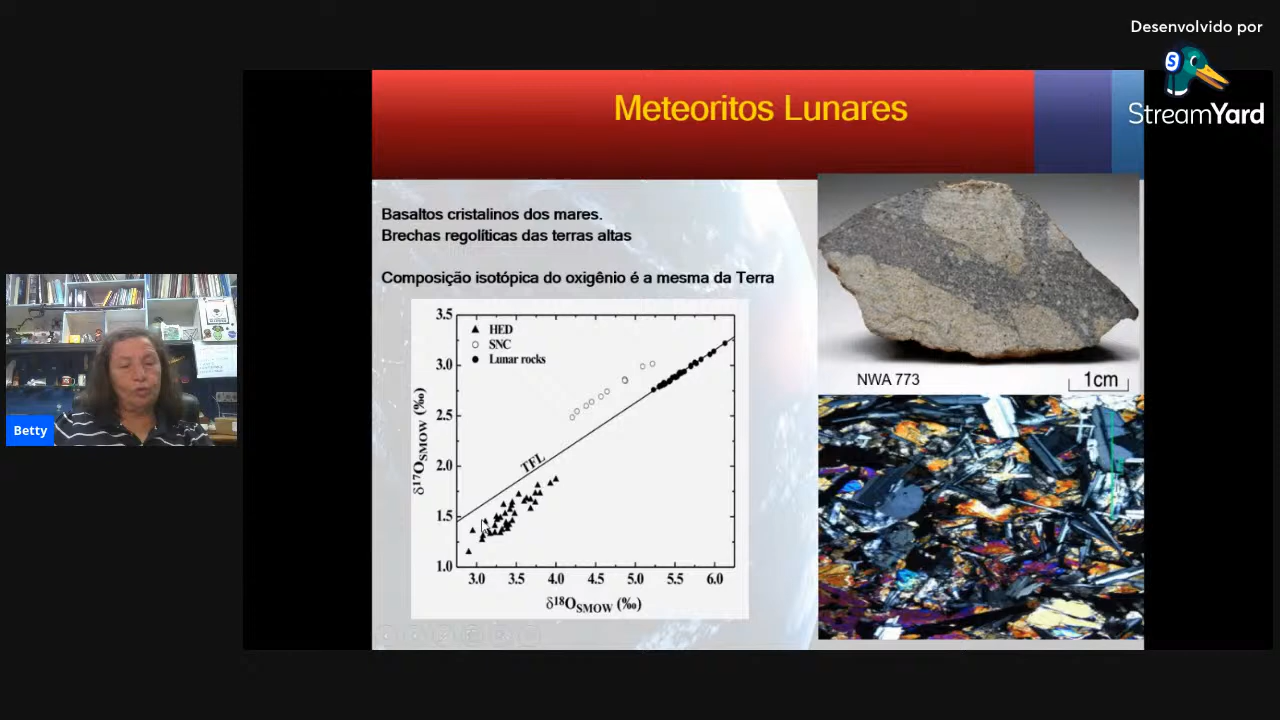 Desenvolvido por
StreamYard
Meteoritos Lunares
Basaltos cristalinos dos mares.
Brechas regolíticas das terras altas
Composição isotópica do oxigênio é a mesma da Terra
3.5
3.0
2.5
2.0
1.5
1.0
δ¹⁷O_SMOW (‰)
HED
SNC
Lunar rocks
TFL
3.0 3.5 4.0 4.5 5.0 5.5 6.0
δ¹⁸O_SMOW (‰)
NWA 773
1cm
Betty